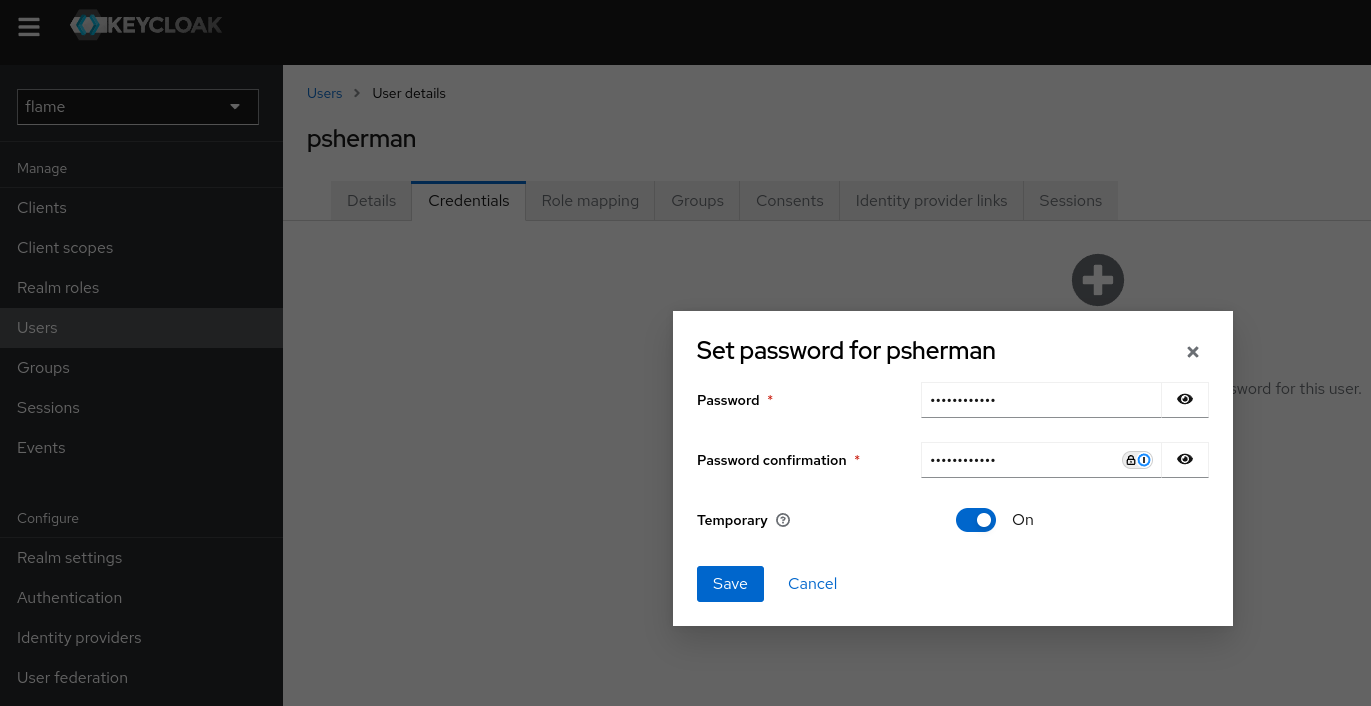 KEYCLOAK
flame
Manage
Clients
Client scopes
Realm roles
Users
Groups
Sessions
Events
Configure
Realm settings
Authentication
Identity providers
User federation
Users > User details
psherman
Details Credentials Role mapping Groups Consents Identity provider links Sessions
Set password for psherman
Password *
••••••••••••
Password confirmation *
••••••••••••
Temporary ? On
Save Cancel
for this user.